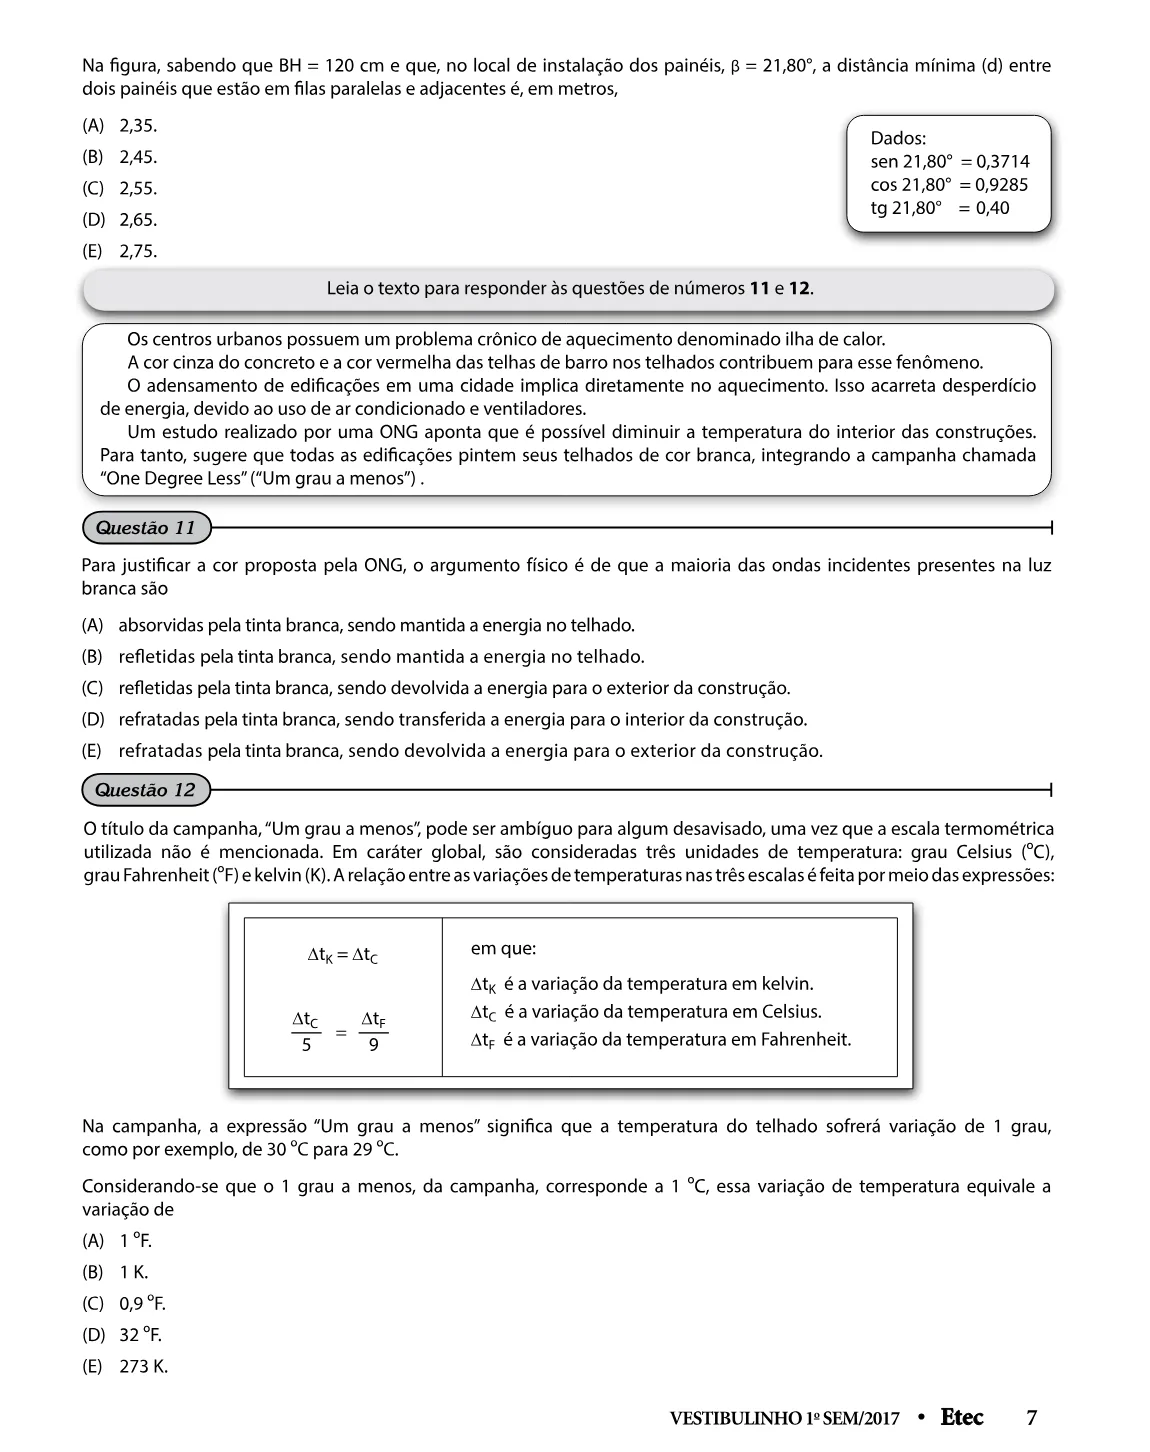 Na figura, sabendo que BH = 120 cm e que, no local de instalação dos painéis, β = 21,80°, a distância mínima (d) entre
dois painéis que estão em filas paralelas e adjacentes é, em metros,
(A) 2,35.
(B) 2,45.
(C) 2,55.
(D) 2,65.
(E) 2,75.
Dados:
sen 21,80° = 0,3714
cos 21,80° = 0,9285
tg 21,80° = 0,40
Leia o texto para responder às questões de números 11 e 12.
Os centros urbanos possuem um problema crônico de aquecimento denominado ilha de calor.
A cor cinza do concreto e a cor vermelha das telhas de barro nos telhados contribuem para esse fenômeno.
O adensamento de edificações em uma cidade implica diretamente no aquecimento. Isso acarreta desperdício
de energia, devido ao uso de ar condicionado e ventiladores.
Um estudo realizado por uma ONG aponta que é possível diminuir a temperatura do interior das construções.
Para tanto, sugere que todas as edificações pintem seus telhados de cor branca, integrando a campanha chamada
“One Degree Less” (“Um grau a menos”) .
Questão 11
Para justificar a cor proposta pela ONG, o argumento físico é de que a maioria das ondas incidentes presentes na luz
branca são
(A) absorvidas pela tinta branca, sendo mantida a energia no telhado.
(B) refletidas pela tinta branca, sendo mantida a energia no telhado.
(C) refletidas pela tinta branca, sendo devolvida a energia para o exterior da construção.
(D) refratadas pela tinta branca, sendo transferida a energia para o interior da construção.
(E) refratadas pela tinta branca, sendo devolvida a energia para o exterior da construção.
Questão 12
O título da campanha, “Um grau a menos”, pode ser ambíguo para algum desavisado, uma vez que a escala termométrica
utilizada não é mencionada. Em caráter global, são consideradas três unidades de temperatura: grau Celsius (ºC),
grau Fahrenheit (ºF) e kelvin (K). A relação entre as variações de temperaturas nas três escalas é feita por meio das expressões:
ΔtK = ΔtC
ΔtC/5 = ΔtF/9
em que:
ΔtK é a variação da temperatura em kelvin.
ΔtC é a variação da temperatura em Celsius.
ΔtF é a variação da temperatura em Fahrenheit.
Na campanha, a expressão “Um grau a menos” significa que a temperatura do telhado sofrerá variação de 1 grau,
como por exemplo, de 30 ºC para 29 ºC.
Considerando-se que o 1 grau a menos, da campanha, corresponde a 1 ºC, essa variação de temperatura equivale a
variação de
(A) 1 ºF.
(B) 1 K.
(C) 0,9 ºF.
(D) 32 ºF.
(E) 273 K.
VESTIBULINHO 1º SEM/2017 • Etec 7